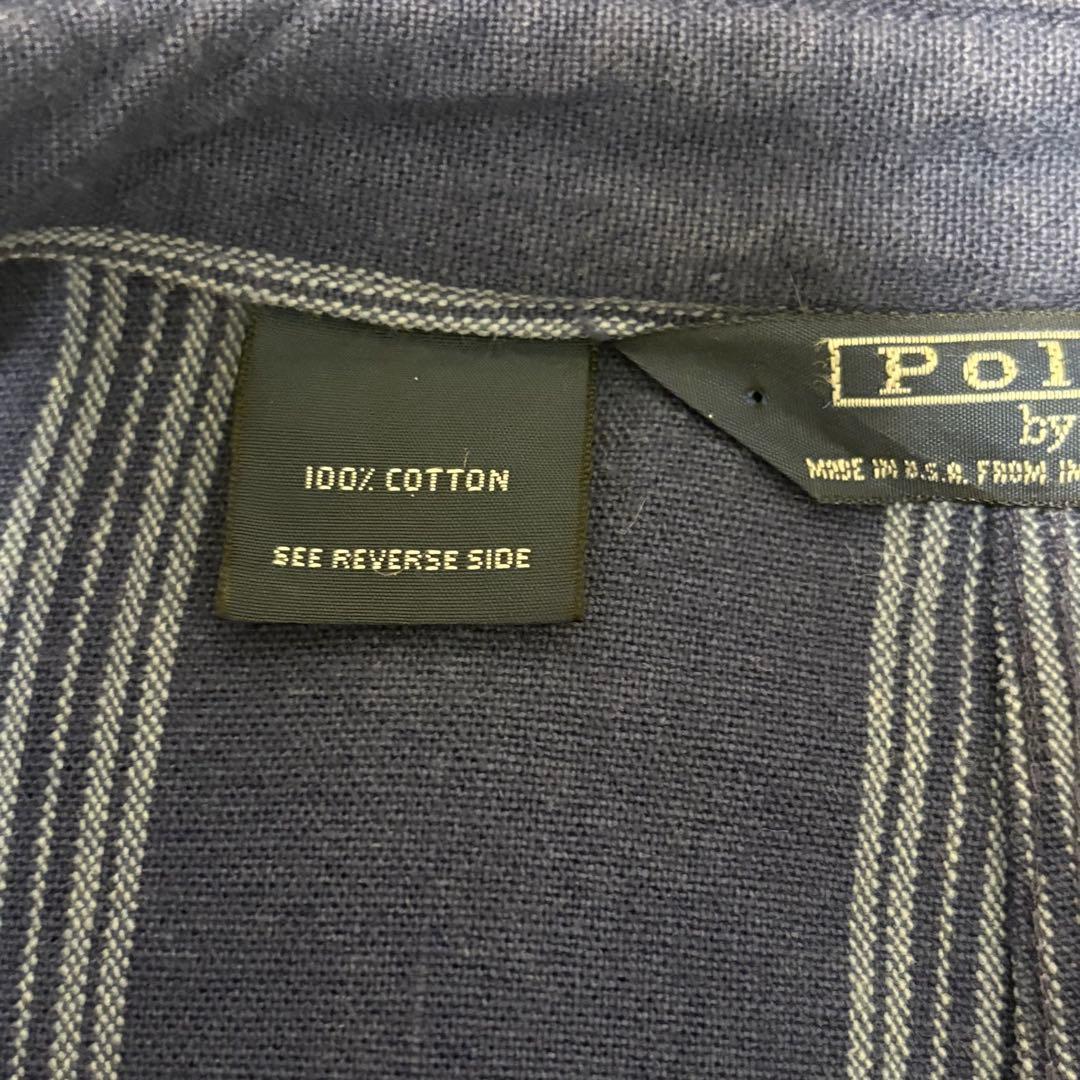 100% COTTON
SEE REVERSE SIDE
Pol
by
MADE IN U.S.A. FROM IM